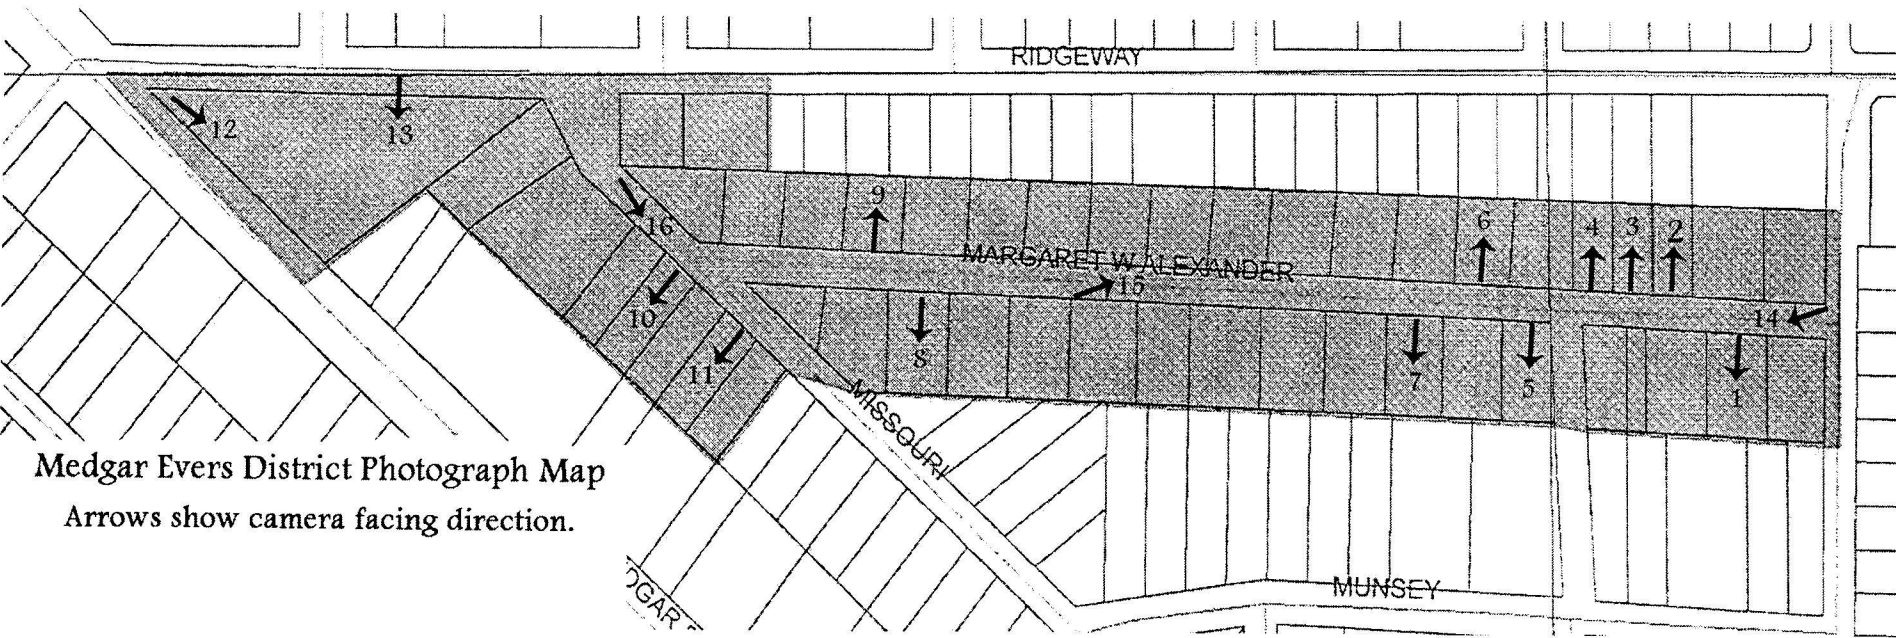 RIDGEWAY
12
13
9
16
6
4
3
2
MARGARET W ALEXANDER
15
14
10
11
8
7
5
1
MISSOURI
Medgar Evers District Photograph Map
Arrows show camera facing direction.
MUNSEY